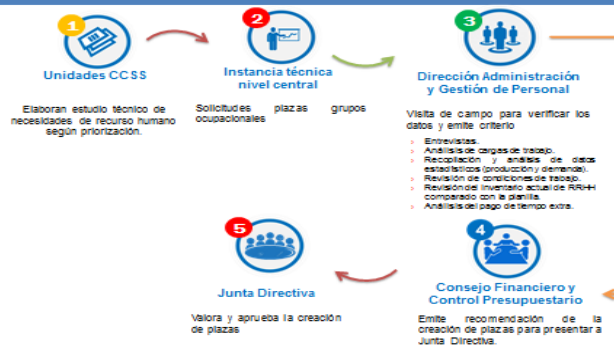 1
Unidades CCSS
Elaboran estudio técnico de
necesidades de recurso humano
según priorización.
2
Instancia técnica
nivel central
Solicitudes plazas grupos
ocupacionales
3
Dirección Administración
y Gestión de Personal
Visita de campo para verificar los
datos y emite criterio
Entrevistas.
Análisis de cargas de trabajo.
Recopilación y análisis de datos
estadísticos (producción y demanda).
Revisión de condiciones de trabajo.
Revisión del inventario actual de RRHH
comparado con la planilla.
Análisis del pago de tiempo extra.
4
Consejo Financiero y
Control Presupuestario
Emite recomendación de la
creación de plazas para presentar a
Junta Directiva.
5
Junta Directiva
Valora y aprueba la creación
de plazas